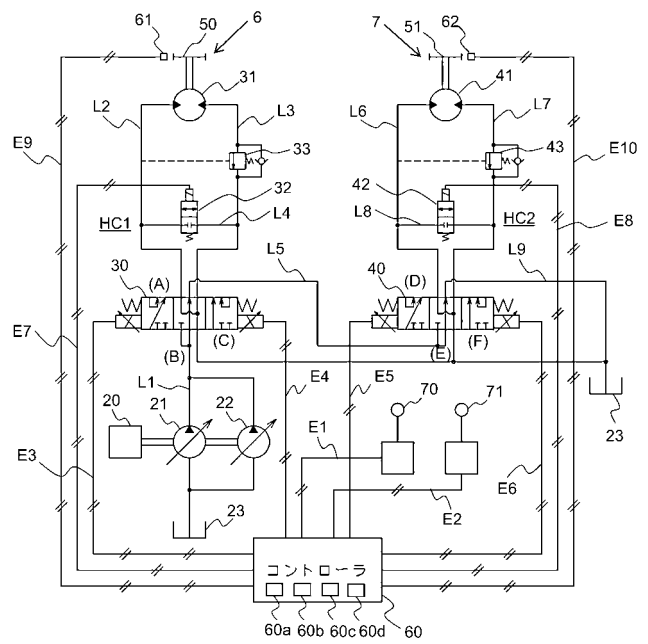 61 50 6 7 51 62
31 41
L2 L3 L6 L7
E9 33 43 E10
32 42
L4 L8
HC1 HC2 E8
L5 L9
30 (A) 40 (D)
E7
(B) (C) (E) (F)
L1 E4 E5 70 71 23
20 21 22
E1
E3 E6
E2
23
コントローラ
60a 60b 60c 60d 60